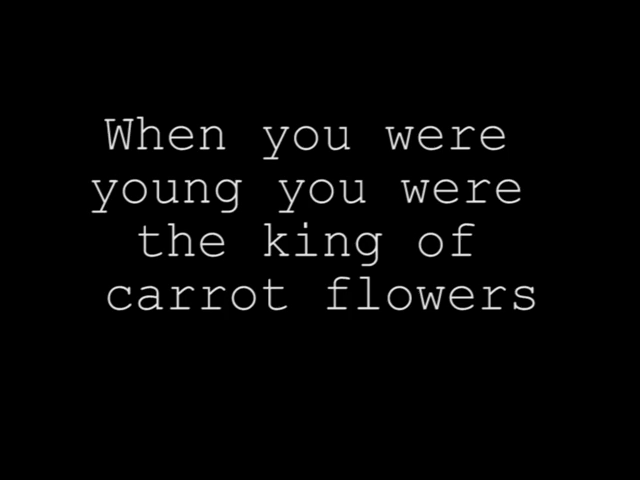 When you were
young you were
the king of
carrot flowers